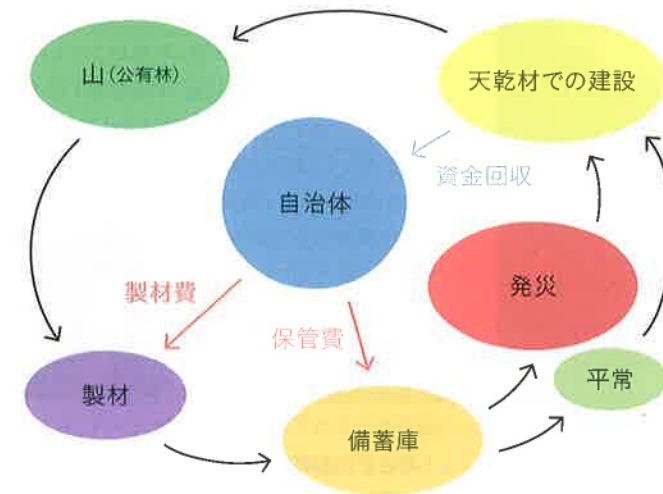 山(公有林)
天乾材での建設
資金回収
自治体
発災
製材費
保管費
平常
製材
備蓄庫